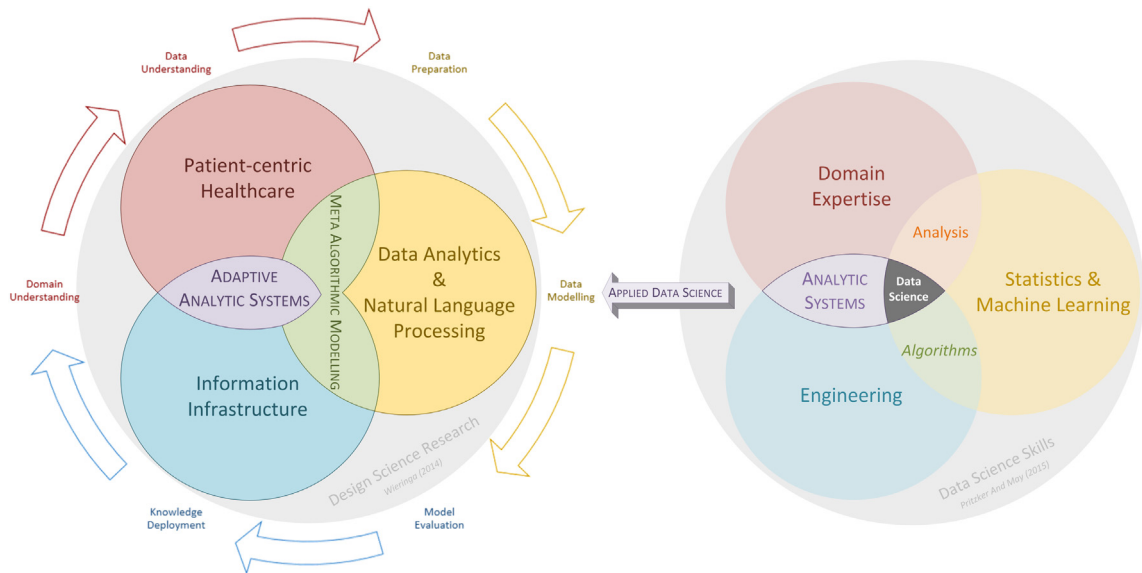 Data
Understanding
Data
Preparation
Patient-centric
Healthcare
META ALGORITHMIC MODELLING
Data Analytics
&
Natural Language
Processing
ADAPTIVE
ANALYTIC SYSTEMS
Domain
Understanding
Data
Modelling
Information
Infrastructure
Design Science Research
Wieringa (2014)
Knowledge
Deployment
Model
Evaluation
APPLIED DATA SCIENCE
Domain
Expertise
Analysis
ANALYTIC
SYSTEMS
Data
Science
Statistics &
Machine Learning
Algorithms
Engineering
Data Science Skills
Pritzker And May (2015)